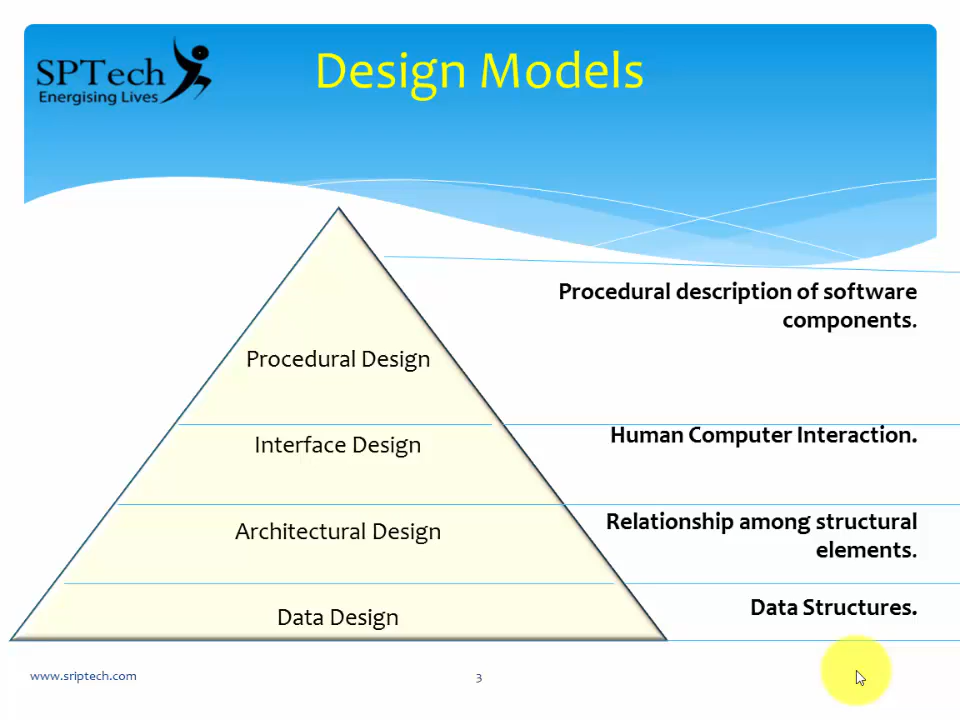 SPTech
Energising Lives
Design Models
Procedural description of software
components.
Procedural Design
Human Computer Interaction.
Interface Design
Relationship among structural
elements.
Architectural Design
Data Structures.
Data Design
www.sriptech.com
3